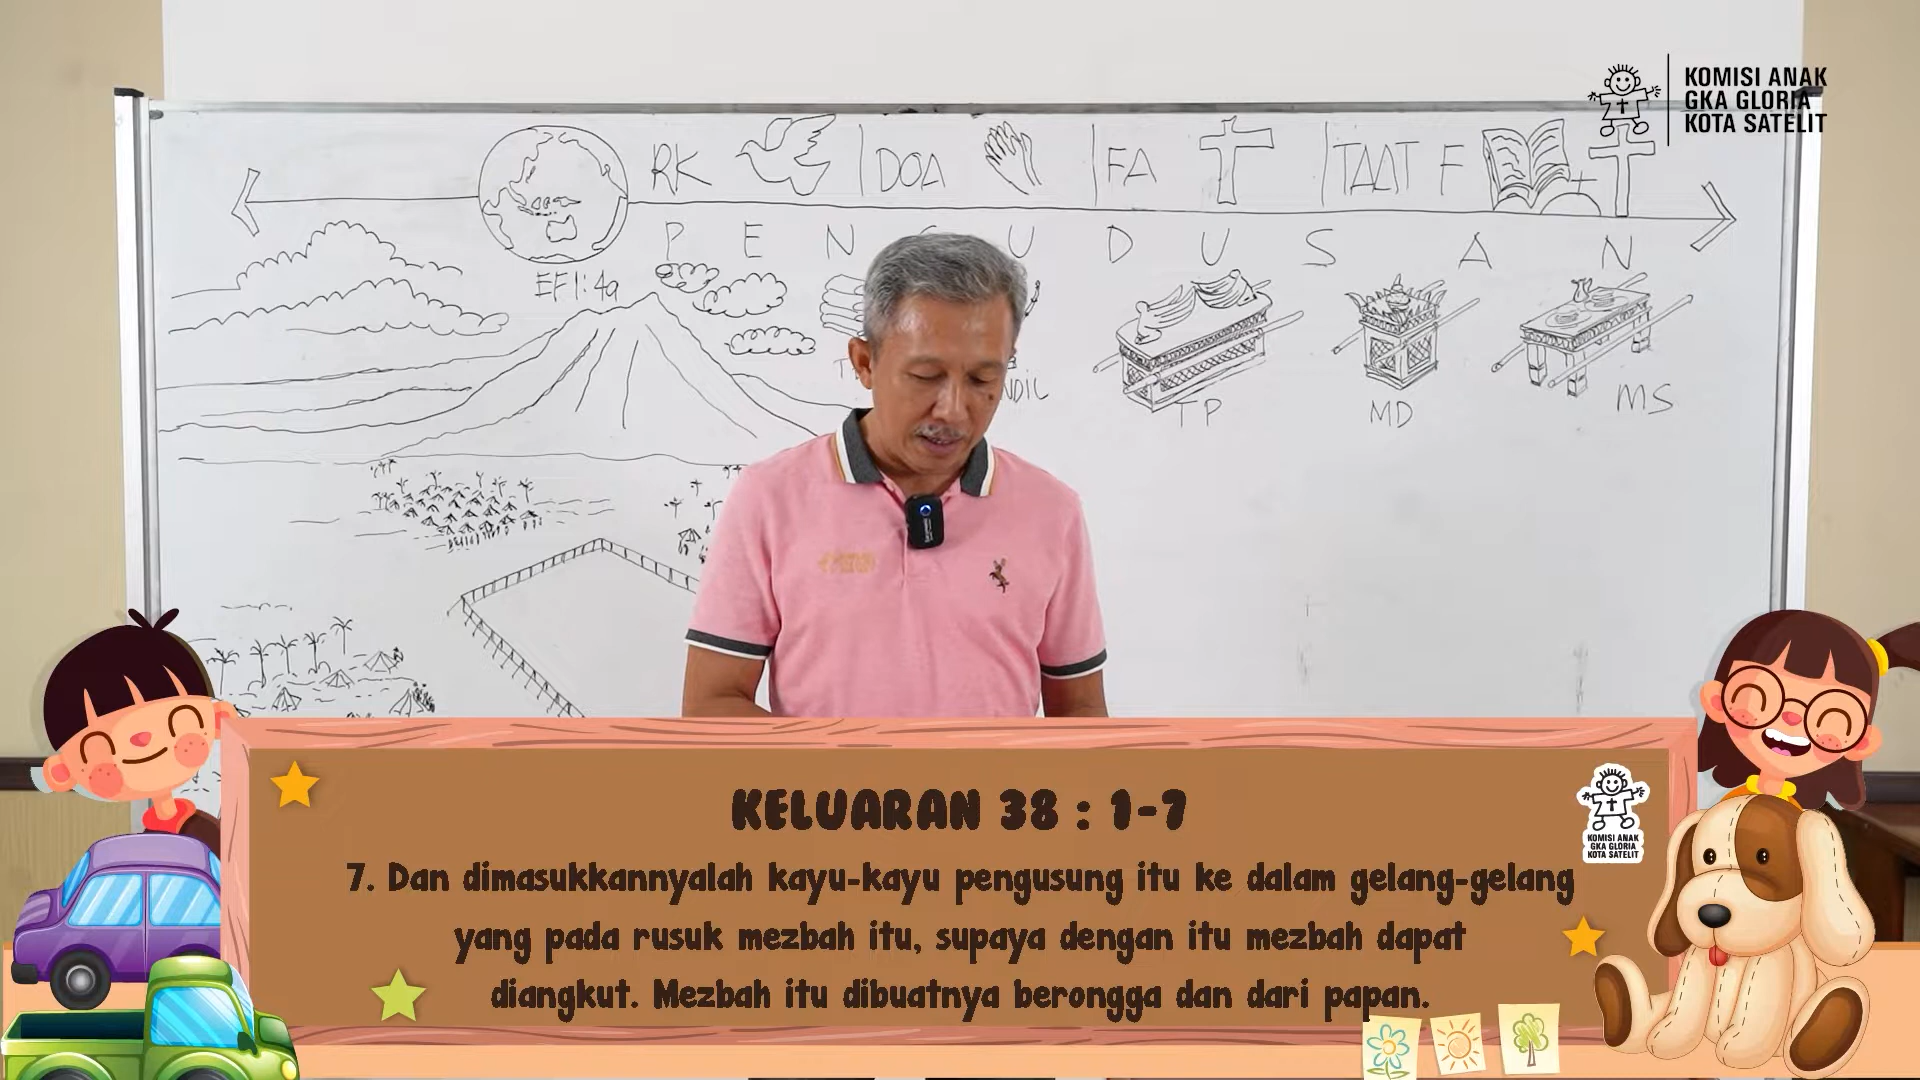 KOMISI ANAK
GKA GLORIA
KOTA SATELIT
RK DOA FA TAAT F
P E N U D U S A N
EF 1:4a
TP MD MS
KELUARAN 38 : 1-7
7. Dan dimasukkannyalah kayu-kayu pengusung itu ke dalam gelang-gelang
yang pada rusuk mezbah itu, supaya dengan itu mezbah dapat
diangkut. Mezbah itu dibuatnya berongga dan dari papan.
KOMISI ANAK
GKA GLORIA
KOTA SATELIT